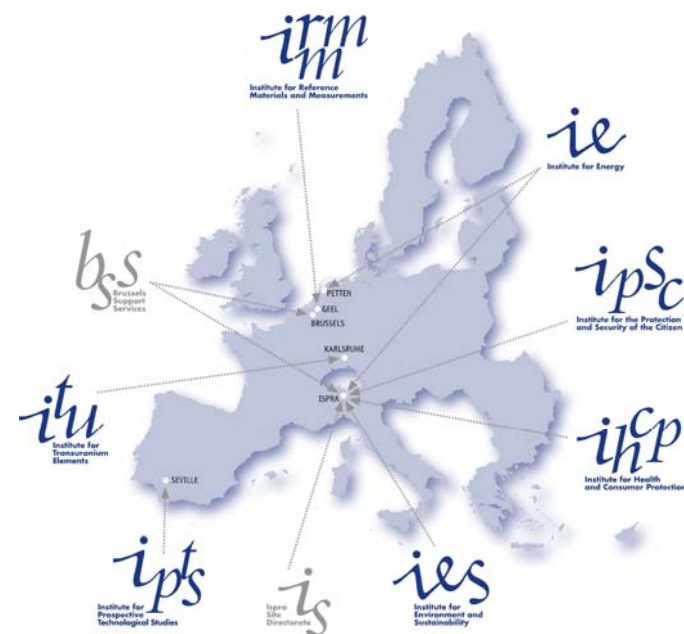 irmm
Institute for Reference
Materials and Measurements
ie
Institute for Energy
bss
Brussels
Support
Services
ipsc
Institute for the Protection
and Security of the Citizen
PETTEN
GEEL
BRUSSELS
KARLSRUHE
ISPRA
itu
Institute for
Transuranium
Elements
ihcp
Institute for Health
and Consumer Protection
SEVILLE
ipts
Institute for
Prospective
Technological Studies
is
Ispra
Site
Directorate
ies
Institute for
Environment and
Sustainability